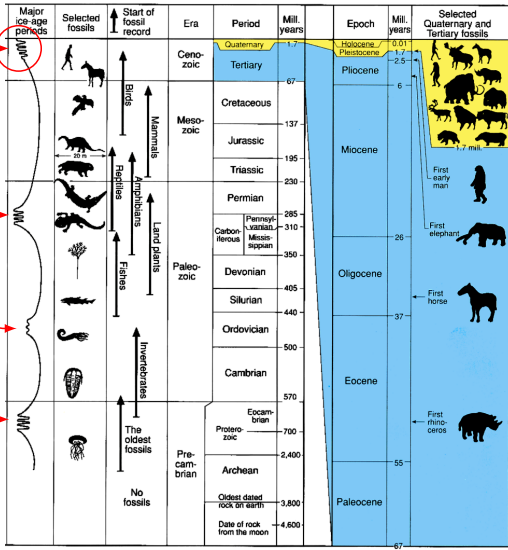 Major
ice-age
periods
Selected
fossils
Start of
fossil
record
Era
Period
Mill.
years
Epoch
Mill.
years
Selected
Quaternary and
Tertiary fossils
20 m
Birds
Mammals
Reptiles
Amphibians
Land plants
Fishes
Invertebrates
The
oldest
fossils
No
fossils
Ceno-
zoic
Meso-
zoic
Paleo-
zoic
Pre-
cam-
brian
Quaternary
Tertiary
Cretaceous
Jurassic
Triassic
Permian
Carbon-
iferous
Pennsyl-
vanian
Missis-
sippian
Devonian
Silurian
Ordovician
Cambrian
Eocam-
brian
Protero-
zoic
Archean
Oldest dated
rock on earth
Date of rock
from the moon
1.7
67
137
195
230
285
310
350
405
440
500
570
700
2,400
3,800
4,600
Holocene
Pleistocene
Pliocene
Miocene
Oligocene
Eocene
Paleocene
0.01
1.7
2.5
6
26
37
55
67
1.7 mill.
First
early
man
First
elephant
First
horse
First
rhino-
ceros